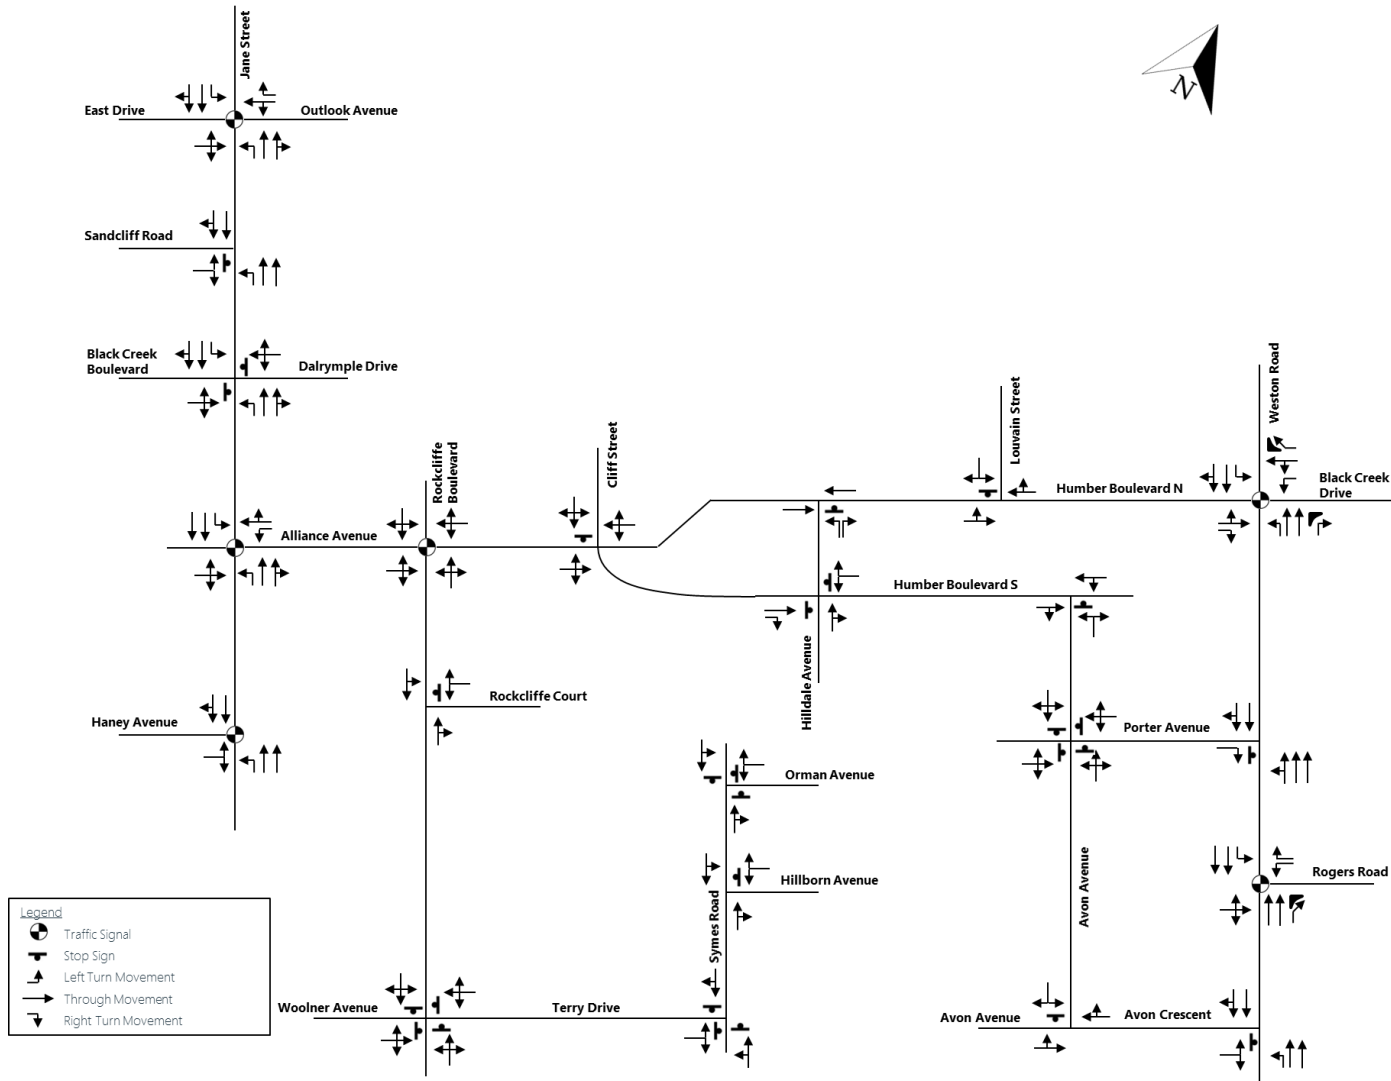 Jane Street
East Drive
Outlook Avenue
N
Sandcliff Road
Black Creek
Boulevard
Dalrymple Drive
Rockcliffe
Boulevard
Cliff Street
Louvain Street
Weston Road
Humber Boulevard N
Black Creek
Drive
Alliance Avenue
Humber Boulevard S
Hilldale Avenue
Rockcliffe Court
Haney Avenue
Porter Avenue
Orman Avenue
Hillborn Avenue
Symes Road
Avon Avenue
Rogers Road
Legend
Traffic Signal
Stop Sign
Left Turn Movement
Through Movement
Right Turn Movement
Woolner Avenue
Terry Drive
Avon Avenue
Avon Crescent